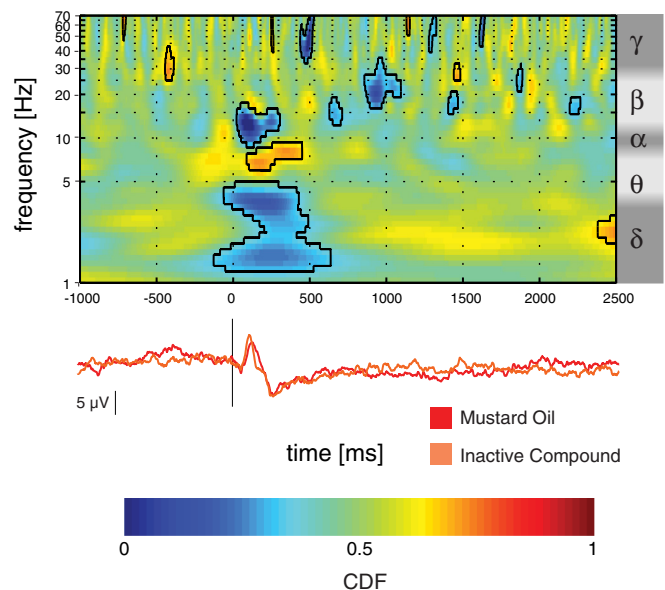 70
60
50
40
30
20
10
5
1
frequency [Hz]
γ
β
α
θ
δ
-1000 -500 0 500 1000 1500 2000 2500
5 µV
Mustard Oil
time [ms]
Inactive Compound
0 0.5 1
CDF